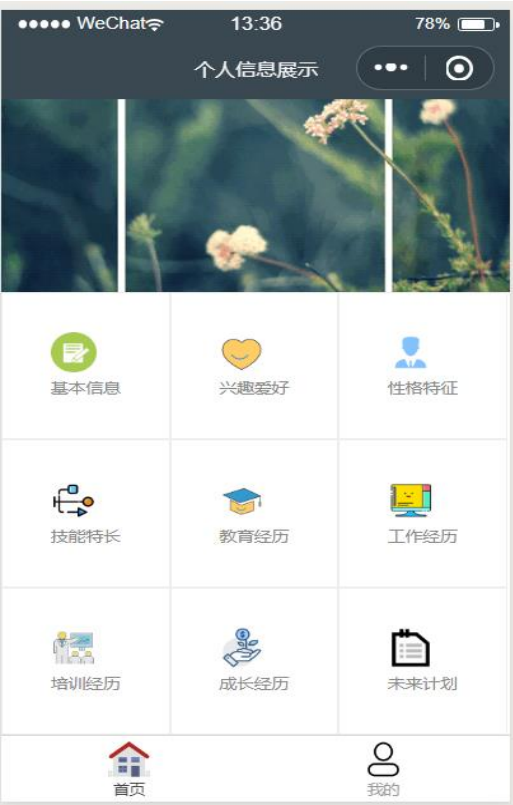 ●●●●● WeChat 13:36 78%
个人信息展示
基本信息 兴趣爱好 性格特征
技能特长 教育经历 工作经历
培训经历 成长经历 未来计划
首页 我的